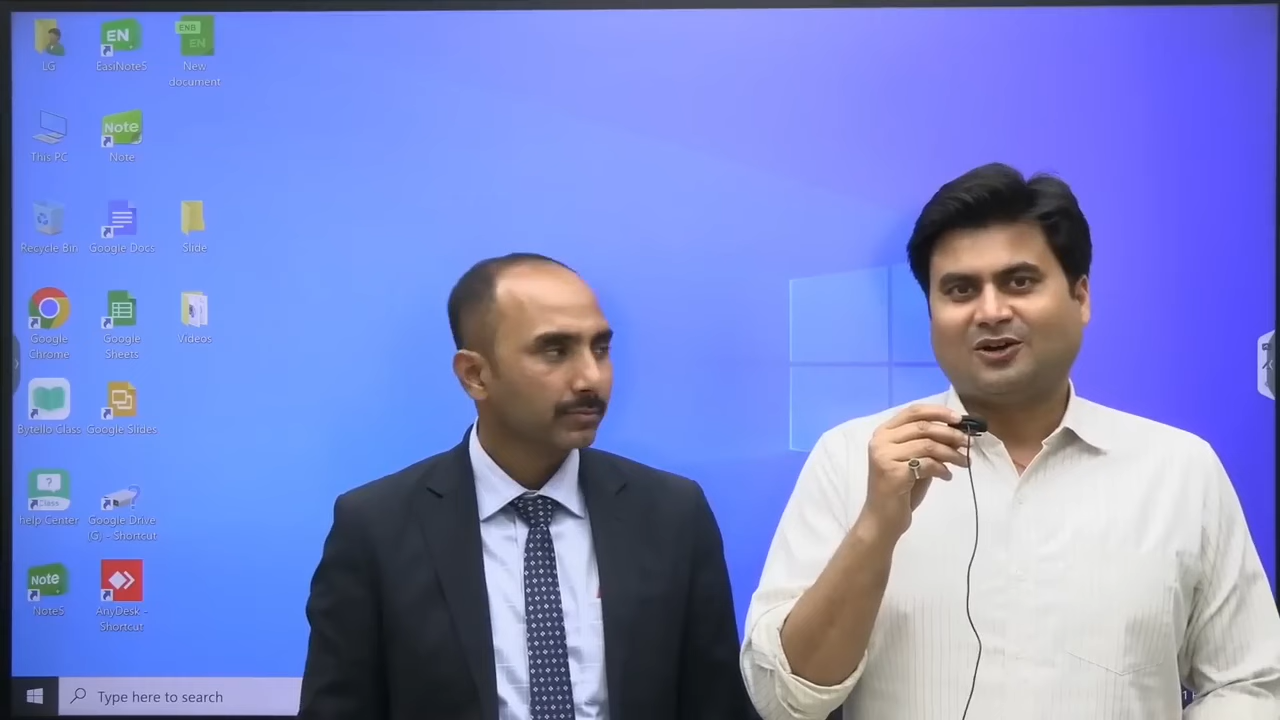 LG
EN
EasiNote5
ENB
EN
New
document
This PC
Note
Note
Recycle Bin
Google Docs
Slide
Google
Chrome
Google
Sheets
Videos
Bytello Class
Google Slides
?
Class
help Center
Google Drive
(G) - Shortcut
Note
Note5
AnyDesk -
Shortcut
Type here to search